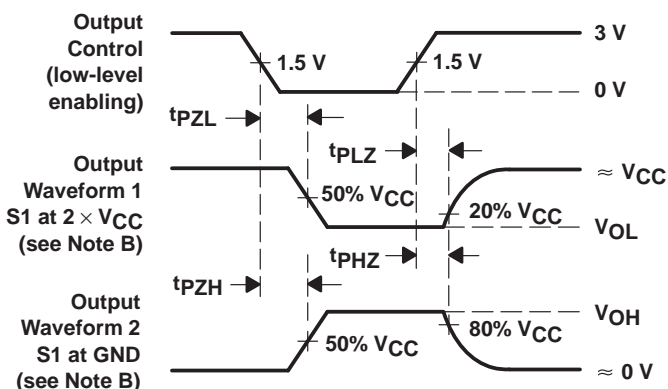 Output
Control
(low-level
enabling)
1.5 V
1.5 V
3 V
0 V
tPZL
tPLZ
Output
Waveform 1
S1 at 2 × VCC
(see Note B)
50% VCC
20% VCC
≈ VCC
VOL
tPZH
tPHZ
Output
Waveform 2
S1 at GND
(see Note B)
50% VCC
80% VCC
VOH
≈ 0 V